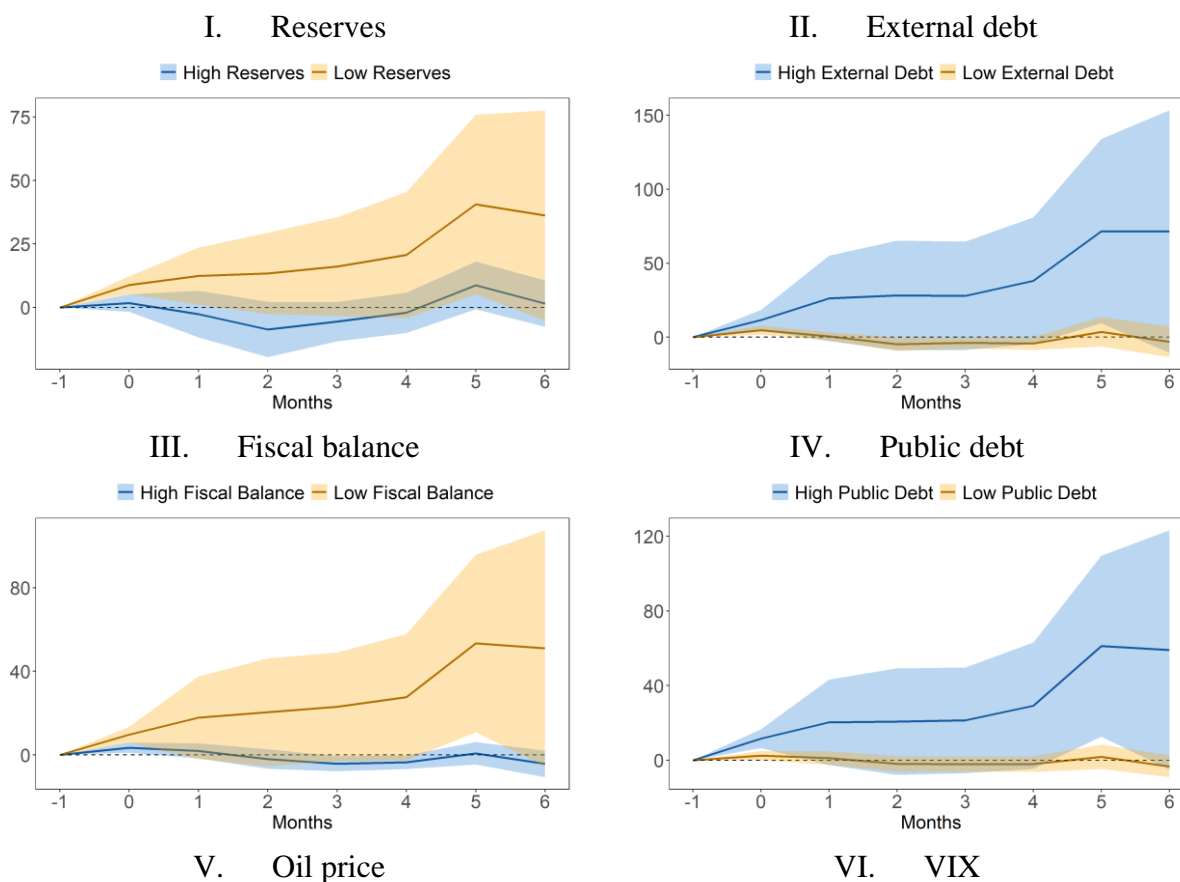 I. Reserves
High Reserves Low Reserves
75
50
25
0
-1 0 1 2 3 4 5 6
Months
II. External debt
High External Debt Low External Debt
150
100
50
0
-1 0 1 2 3 4 5 6
Months
III. Fiscal balance
High Fiscal Balance Low Fiscal Balance
80
40
0
-1 0 1 2 3 4 5 6
Months
IV. Public debt
High Public Debt Low Public Debt
120
80
40
0
-1 0 1 2 3 4 5 6
Months
V. Oil price
VI. VIX